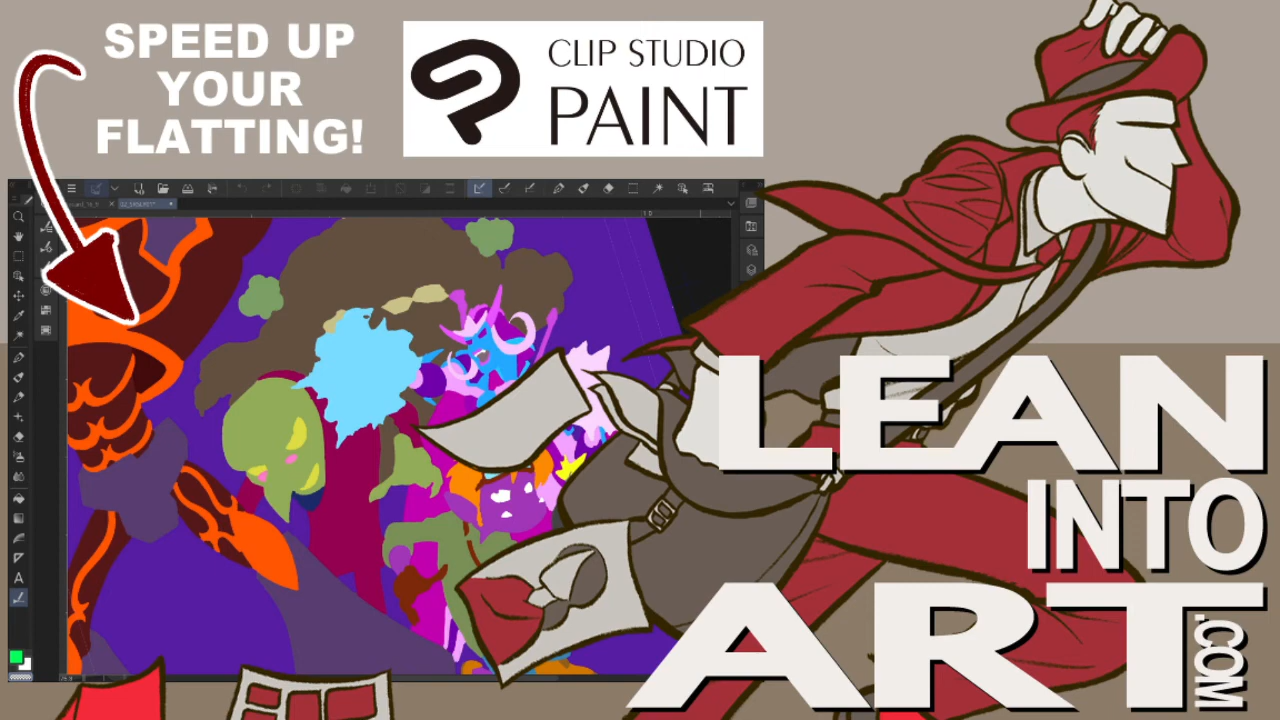 SPEED UP
YOUR
FLATTING!
CLIP STUDIO
PAINT
LEAN
INTO
ART
.COM